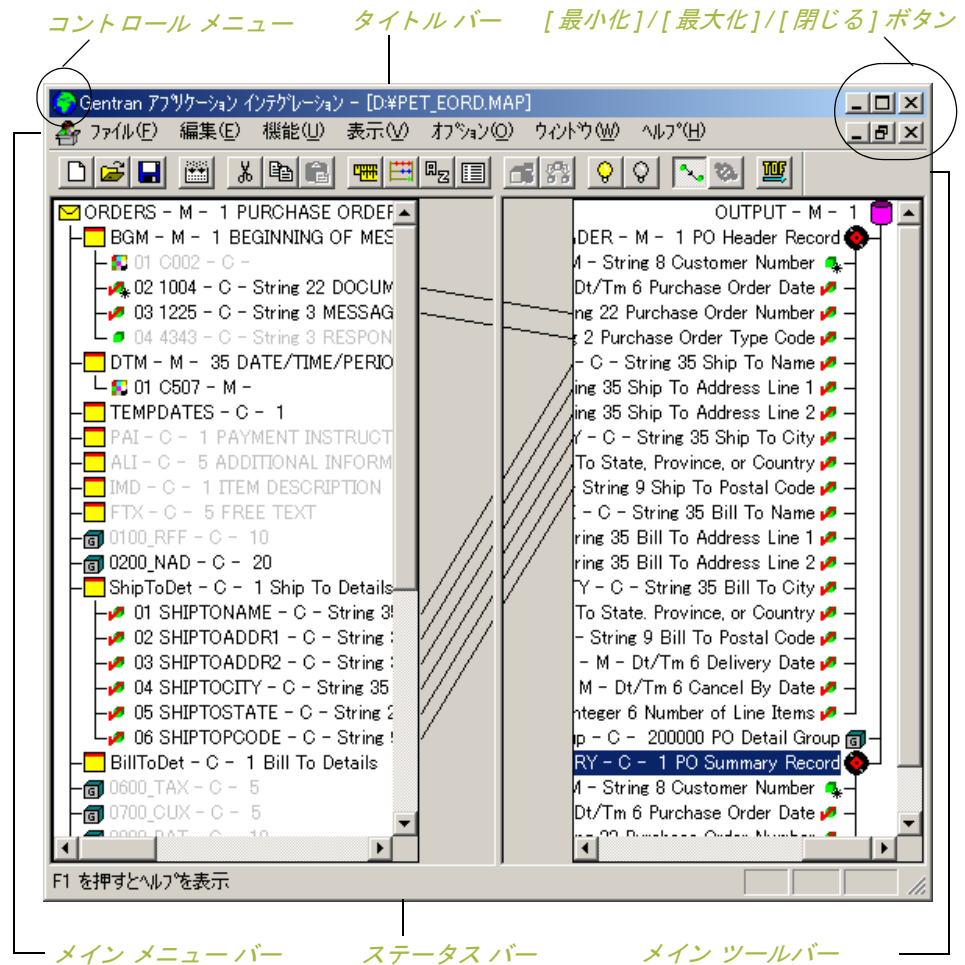 コントロール メニュー
タイトル バー
[最小化]/[最大化]/[閉じる]ボタン
Gentran アプリケーション インテグレーション - [D:¥PET_EORD.MAP]
ファイル(F) 編集(E) 機能(U) 表示(V) オプション(O) ウィンドウ(W) ヘルプ(H)
ORDERS - M - 1 PURCHASE ORDER
BGM - M - 1 BEGINNING OF MES
01 C002 - C -
02 1004 - C - String 22 DOCUM
03 1225 - C - String 3 MESSAG
04 4343 - C - String 3 RESPON
DTM - M - 35 DATE/TIME/PERIO
01 C507 - M -
TEMPDATES - C - 1
PAI - C - 1 PAYMENT INSTRUCT
ALI - C - 5 ADDITIONAL INFORM
IMD - C - 1 ITEM DESCRIPTION
FTX - C - 5 FREE TEXT
0100_RFF - C - 10
0200_NAD - C - 20
ShipToDet - C - 1 Ship To Details
01 SHIPTONAME - C - String 35
02 SHIPTOADDR1 - C - String
03 SHIPTOADDR2 - C - String
04 SHIPTOCITY - C - String 35
05 SHIPTOSTATE - C - String 2
06 SHIPTOPCODE - C - String
BillToDet - C - 1 Bill To Details
0600_TAX - C - 5
0700_CUX - C - 5
OUTPUT - M - 1
DER - M - 1 PO Header Record
M - String 8 Customer Number
Dt/Tm 6 Purchase Order Date
ng 22 Purchase Order Number
2 Purchase Order Type Code
- C - String 35 Ship To Name
ing 35 Ship To Address Line 1
ing 35 Ship To Address Line 2
Y - C - String 35 Ship To City
To State, Province, or Country
String 9 Ship To Postal Code
- C - String 35 Bill To Name
ring 35 Bill To Address Line 1
ring 35 Bill To Address Line 2
TY - C - String 35 Bill To City
To State, Province, or Country
- String 9 Bill To Postal Code
- M - Dt/Tm 6 Delivery Date
M - Dt/Tm 6 Cancel By Date
nteger 6 Number of Line Items
up - C - 200000 PO Detail Group
RY - C - 1 PO Summary Record
M - String 8 Customer Number
Dt/Tm 6 Purchase Order Date
F1 を押すとヘルプを表示
メイン メニュー バー
ステータス バー
メイン ツールバー